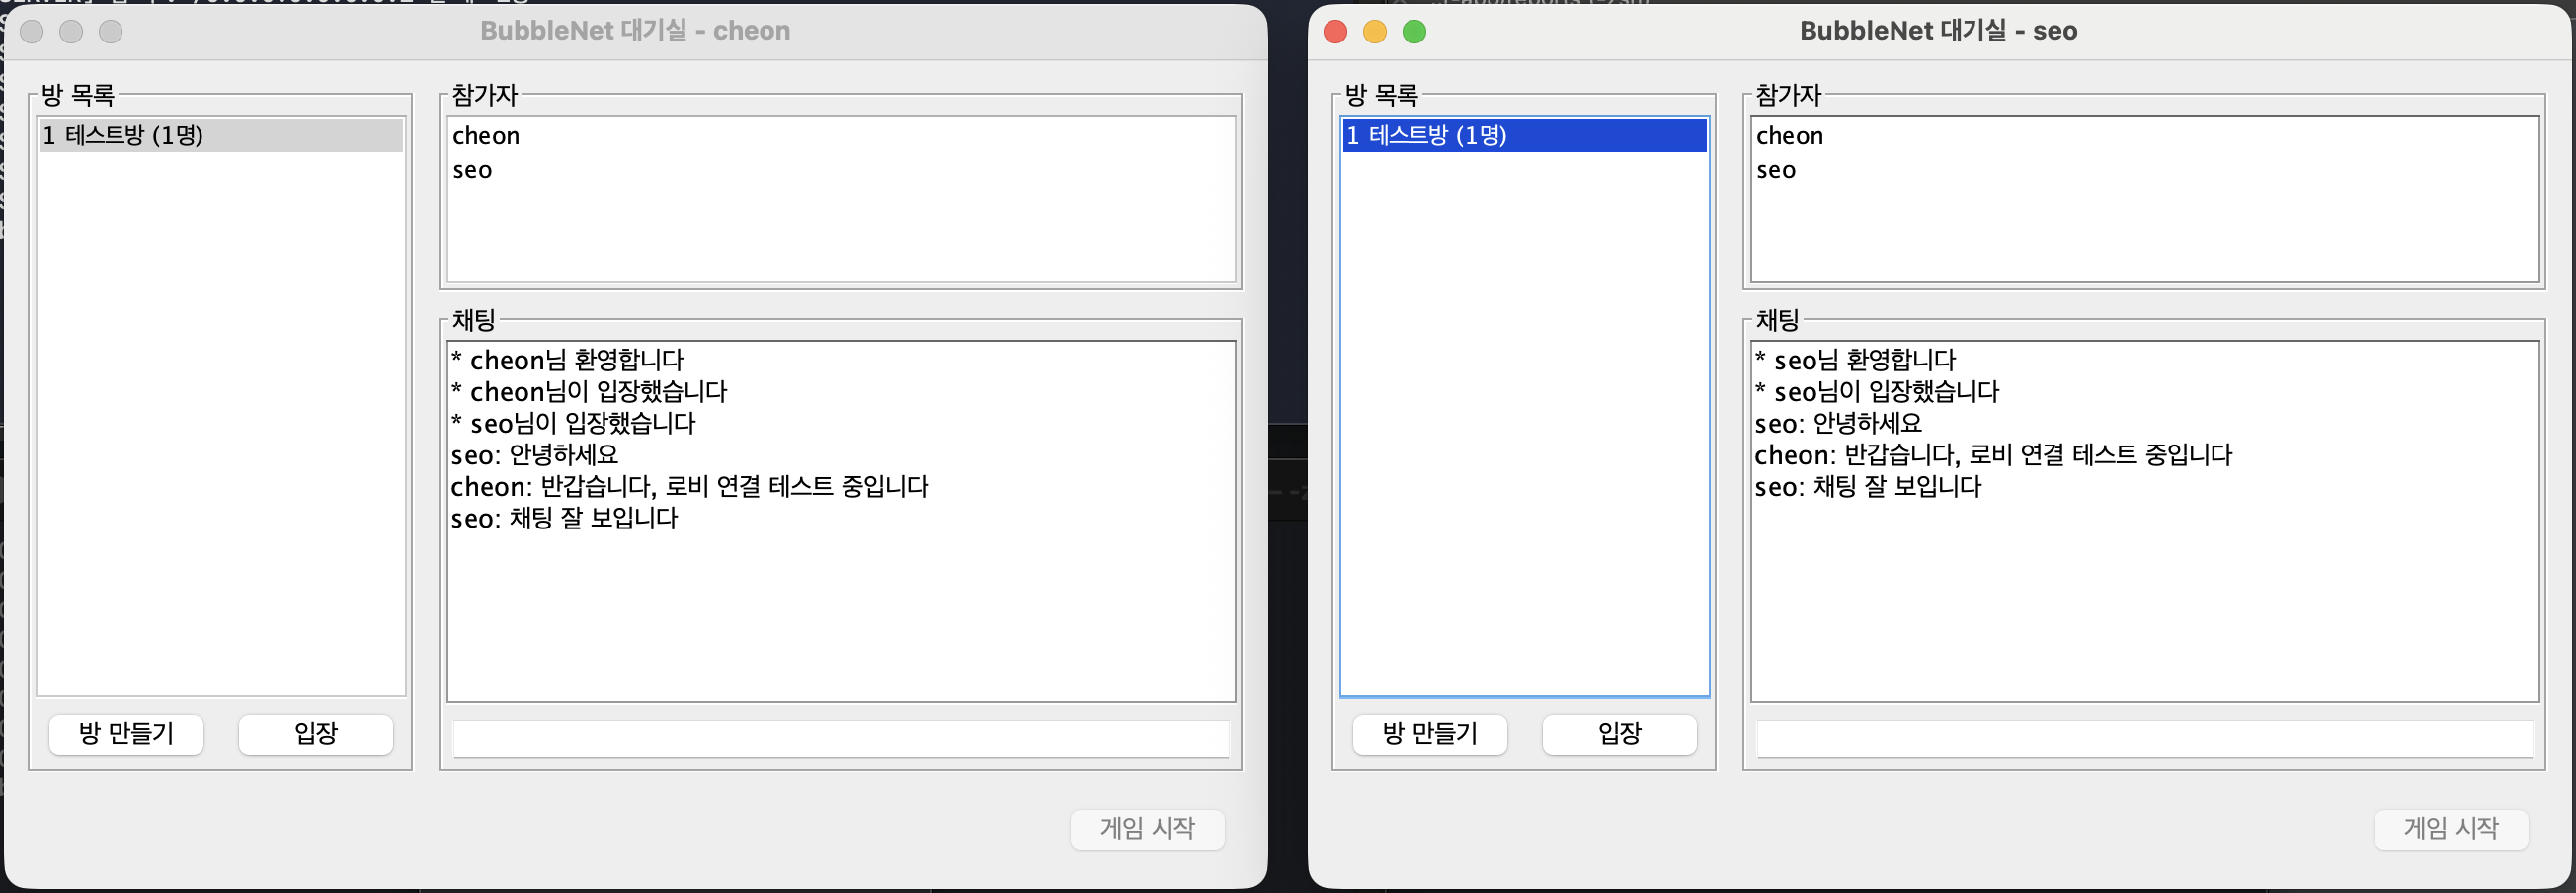 BubbleNet 대기실 - cheon
방 목록
1 테스트방 (1명)
방 만들기
입장
참가자
cheon
seo
채팅
* cheon님 환영합니다
* cheon님이 입장했습니다
* seo님이 입장했습니다
seo: 안녕하세요
cheon: 반갑습니다, 로비 연결 테스트 중입니다
seo: 채팅 잘 보입니다
게임 시작
BubbleNet 대기실 - seo
방 목록
1 테스트방 (1명)
방 만들기
입장
참가자
cheon
seo
채팅
* seo님 환영합니다
* seo님이 입장했습니다
seo: 안녕하세요
cheon: 반갑습니다, 로비 연결 테스트 중입니다
seo: 채팅 잘 보입니다
게임 시작